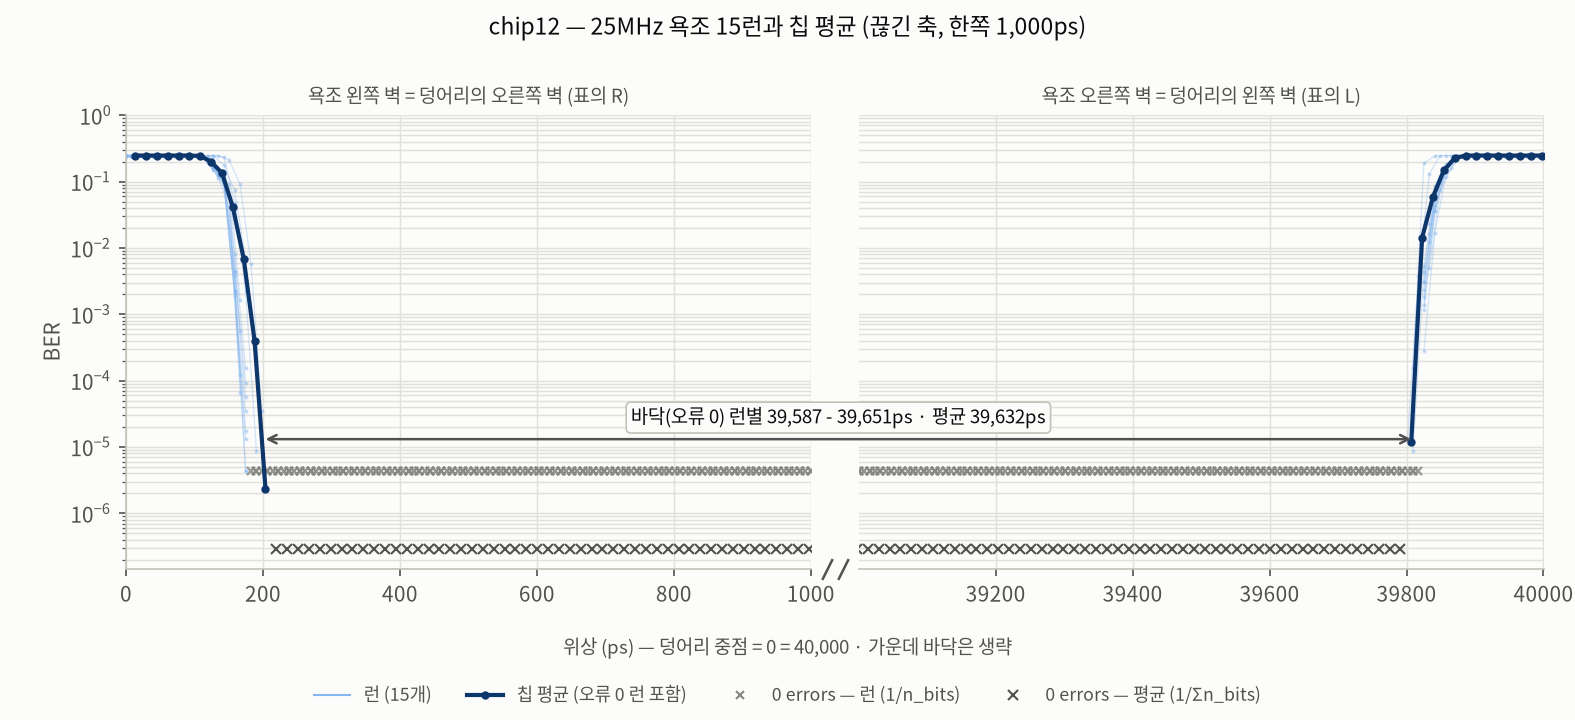 chip12 — 25MHz 욕조 15런과 칩 평균 (끊긴 축, 한쪽 1,000ps)
욕조 왼쪽 벽 = 덩어리의 오른쪽 벽 (표의 R)
욕조 오른쪽 벽 = 덩어리의 왼쪽 벽 (표의 L)
10⁰
10⁻¹
10⁻²
10⁻³
10⁻⁴
10⁻⁵
10⁻⁶
BER
바닥(오류 0) 런별 39,587 - 39,651ps · 평균 39,632ps
0 200 400 600 800 1000 39200 39400 39600 39800 40000
위상 (ps) — 덩어리 중점 = 0 = 40,000 · 가운데 바닥은 생략
런 (15개) 칩 평균 (오류 0 런 포함) 0 errors — 런 (1/n_bits) 0 errors — 평균 (1/Σn_bits)